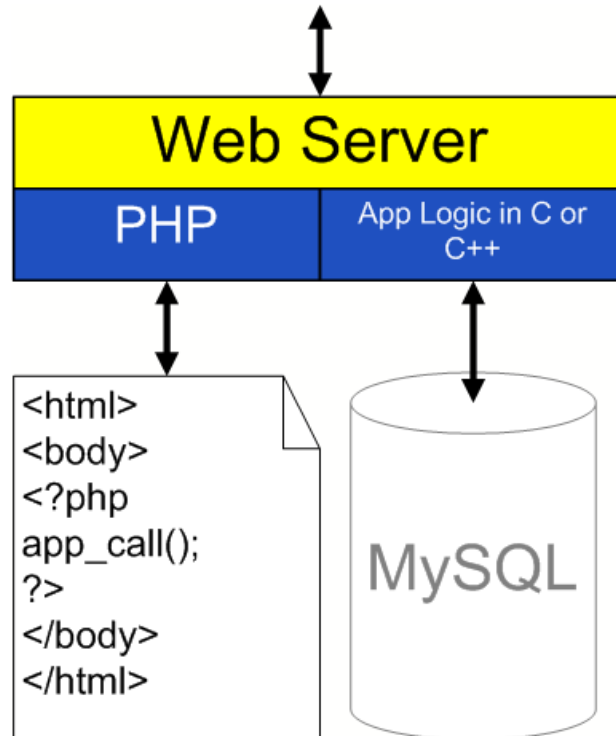 Web Server
PHP
App Logic in C or
C++
<html>
<body>
<?php
app_call();
?>
</body>
</html>
MySQL